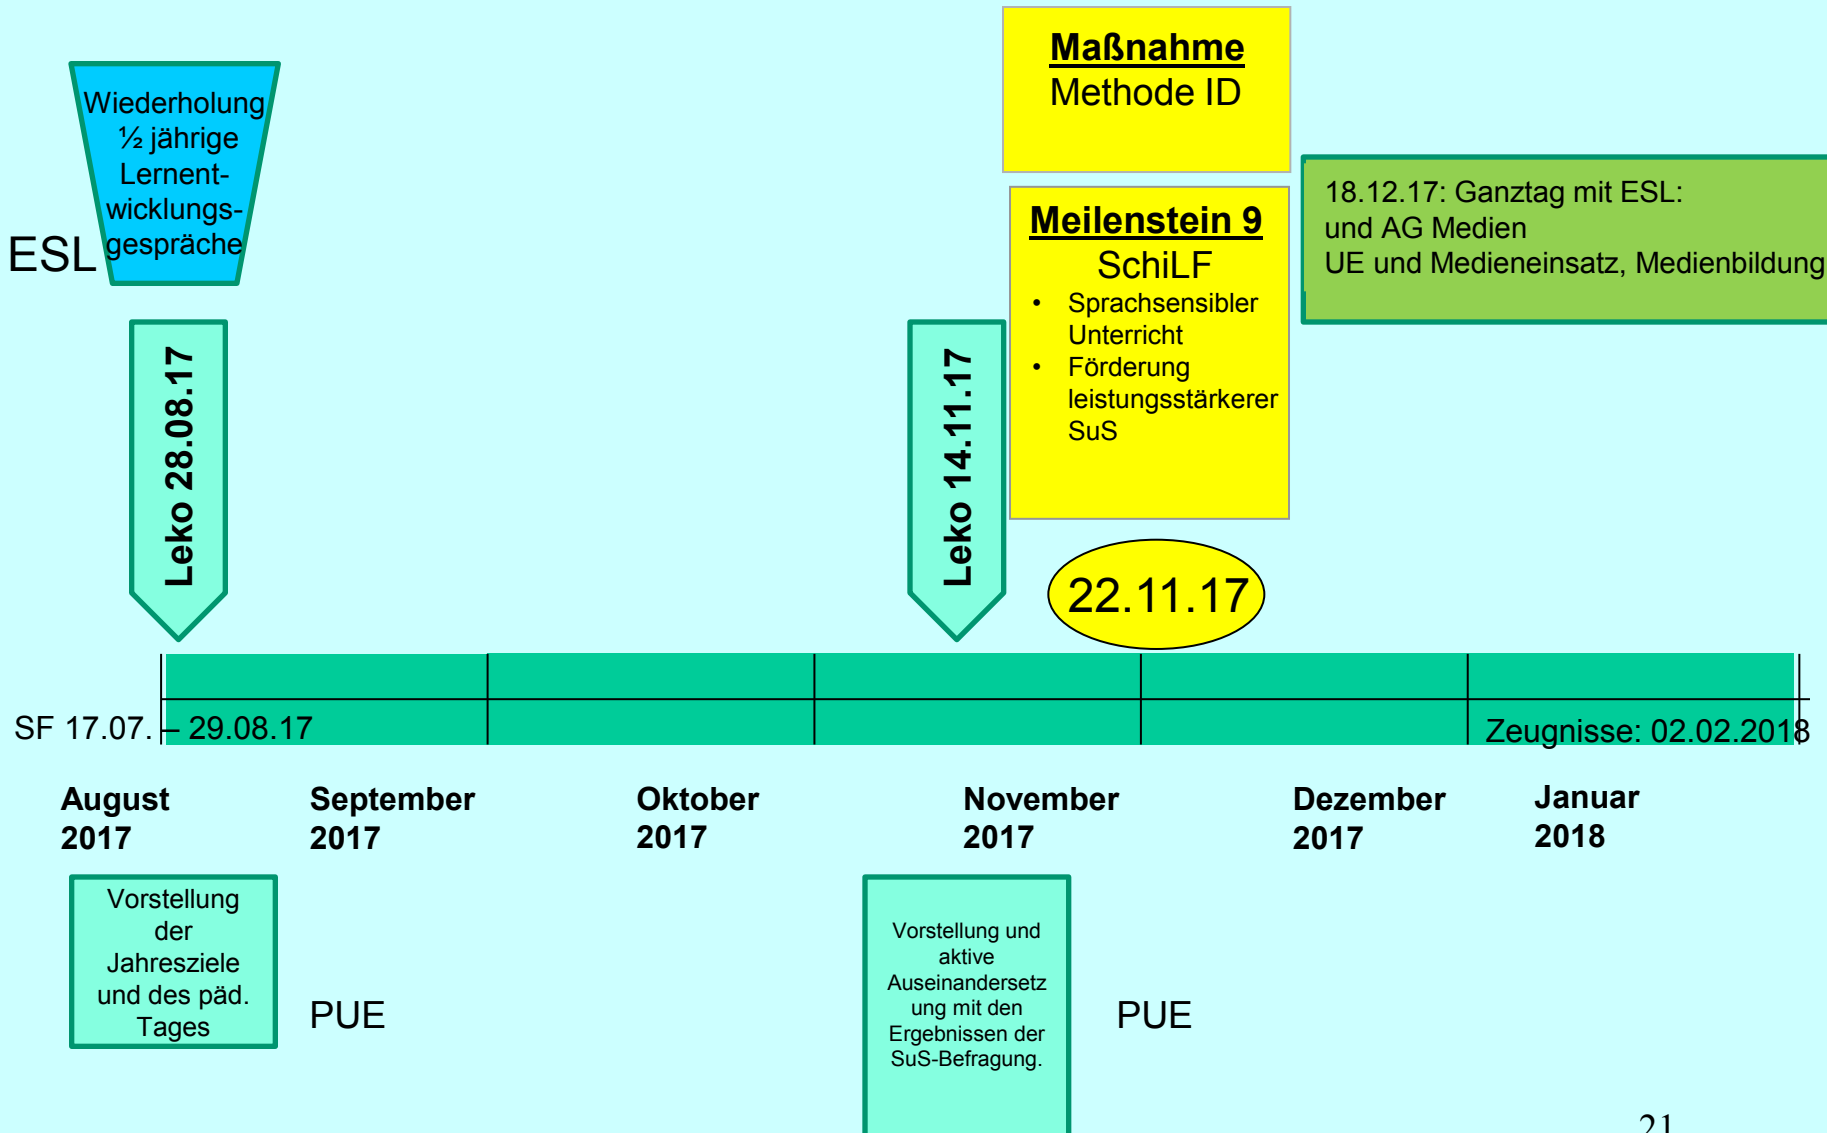 Maßnahme
Methode ID
Wiederholung
½ jährige
Lernent-
wicklungs-
gespräche
ESL
18.12.17: Ganztag mit ESL:
und AG Medien
UE und Medieneinsatz, Medienbildung
Meilenstein 9
SchiLF
• Sprachsensibler
Unterricht
• Förderung
leistungsstärkerer
SuS
Leko 28.08.17
Leko 14.11.17
22.11.17
SF 17.07. – 29.08.17
Zeugnisse: 02.02.2018
August
2017
September
2017
Oktober
2017
November
2017
Dezember
2017
Januar
2018
Vorstellung
der
Jahresziele
und des päd.
Tages
PUE
Vorstellung und
aktive
Auseinandersetz
ung mit den
Ergebnissen der
SuS-Befragung.
PUE
21